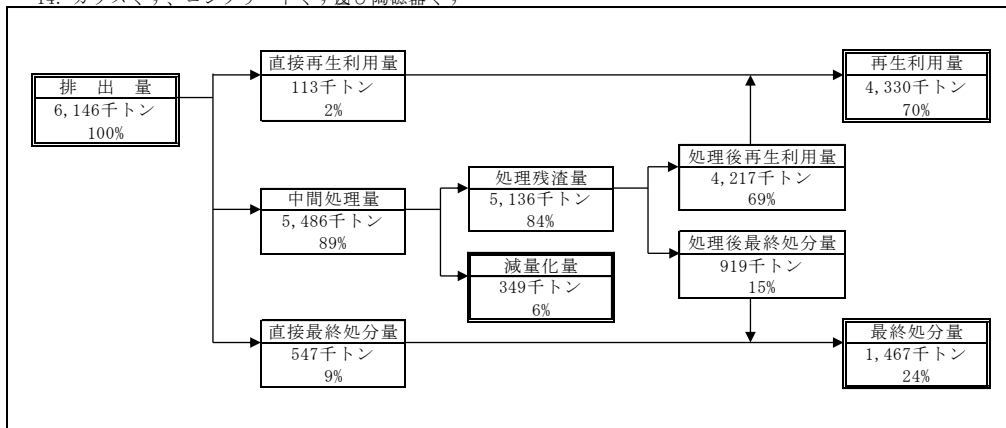 14. ガラスくず、コンクリートくず及び陶磁器くず
排 出 量
6,146千トン
100%
直接再生利用量
113千トン
2%
中間処理量
5,486千トン
89%
直接最終処分量
547千トン
9%
処理残渣量
5,136千トン
84%
減量化量
349千トン
6%
処理後再生利用量
4,217千トン
69%
処理後最終処分量
919千トン
15%
再生利用量
4,330千トン
70%
最終処分量
1,467千トン
24%